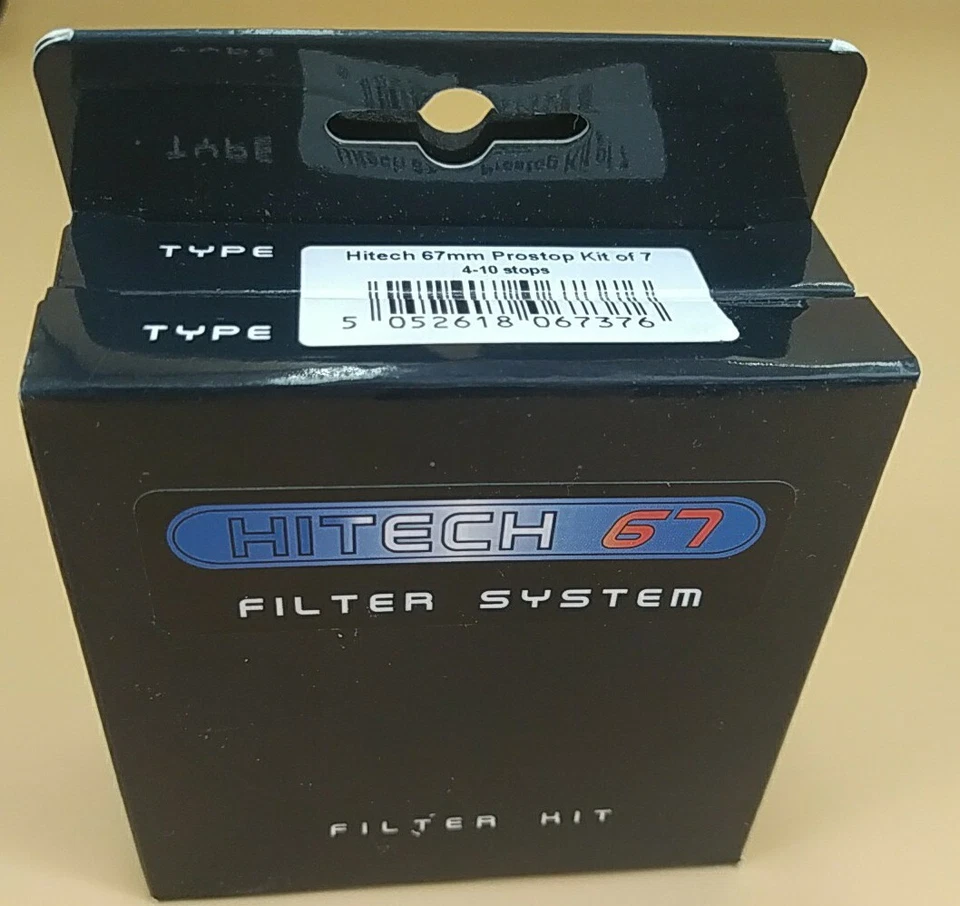 TYPE
Hitech 67mm Prostop Kit of 7
4-10 stops
TYPE
5 052618 067376
HITECH 67
FILTER SYSTEM
FILTER KIT